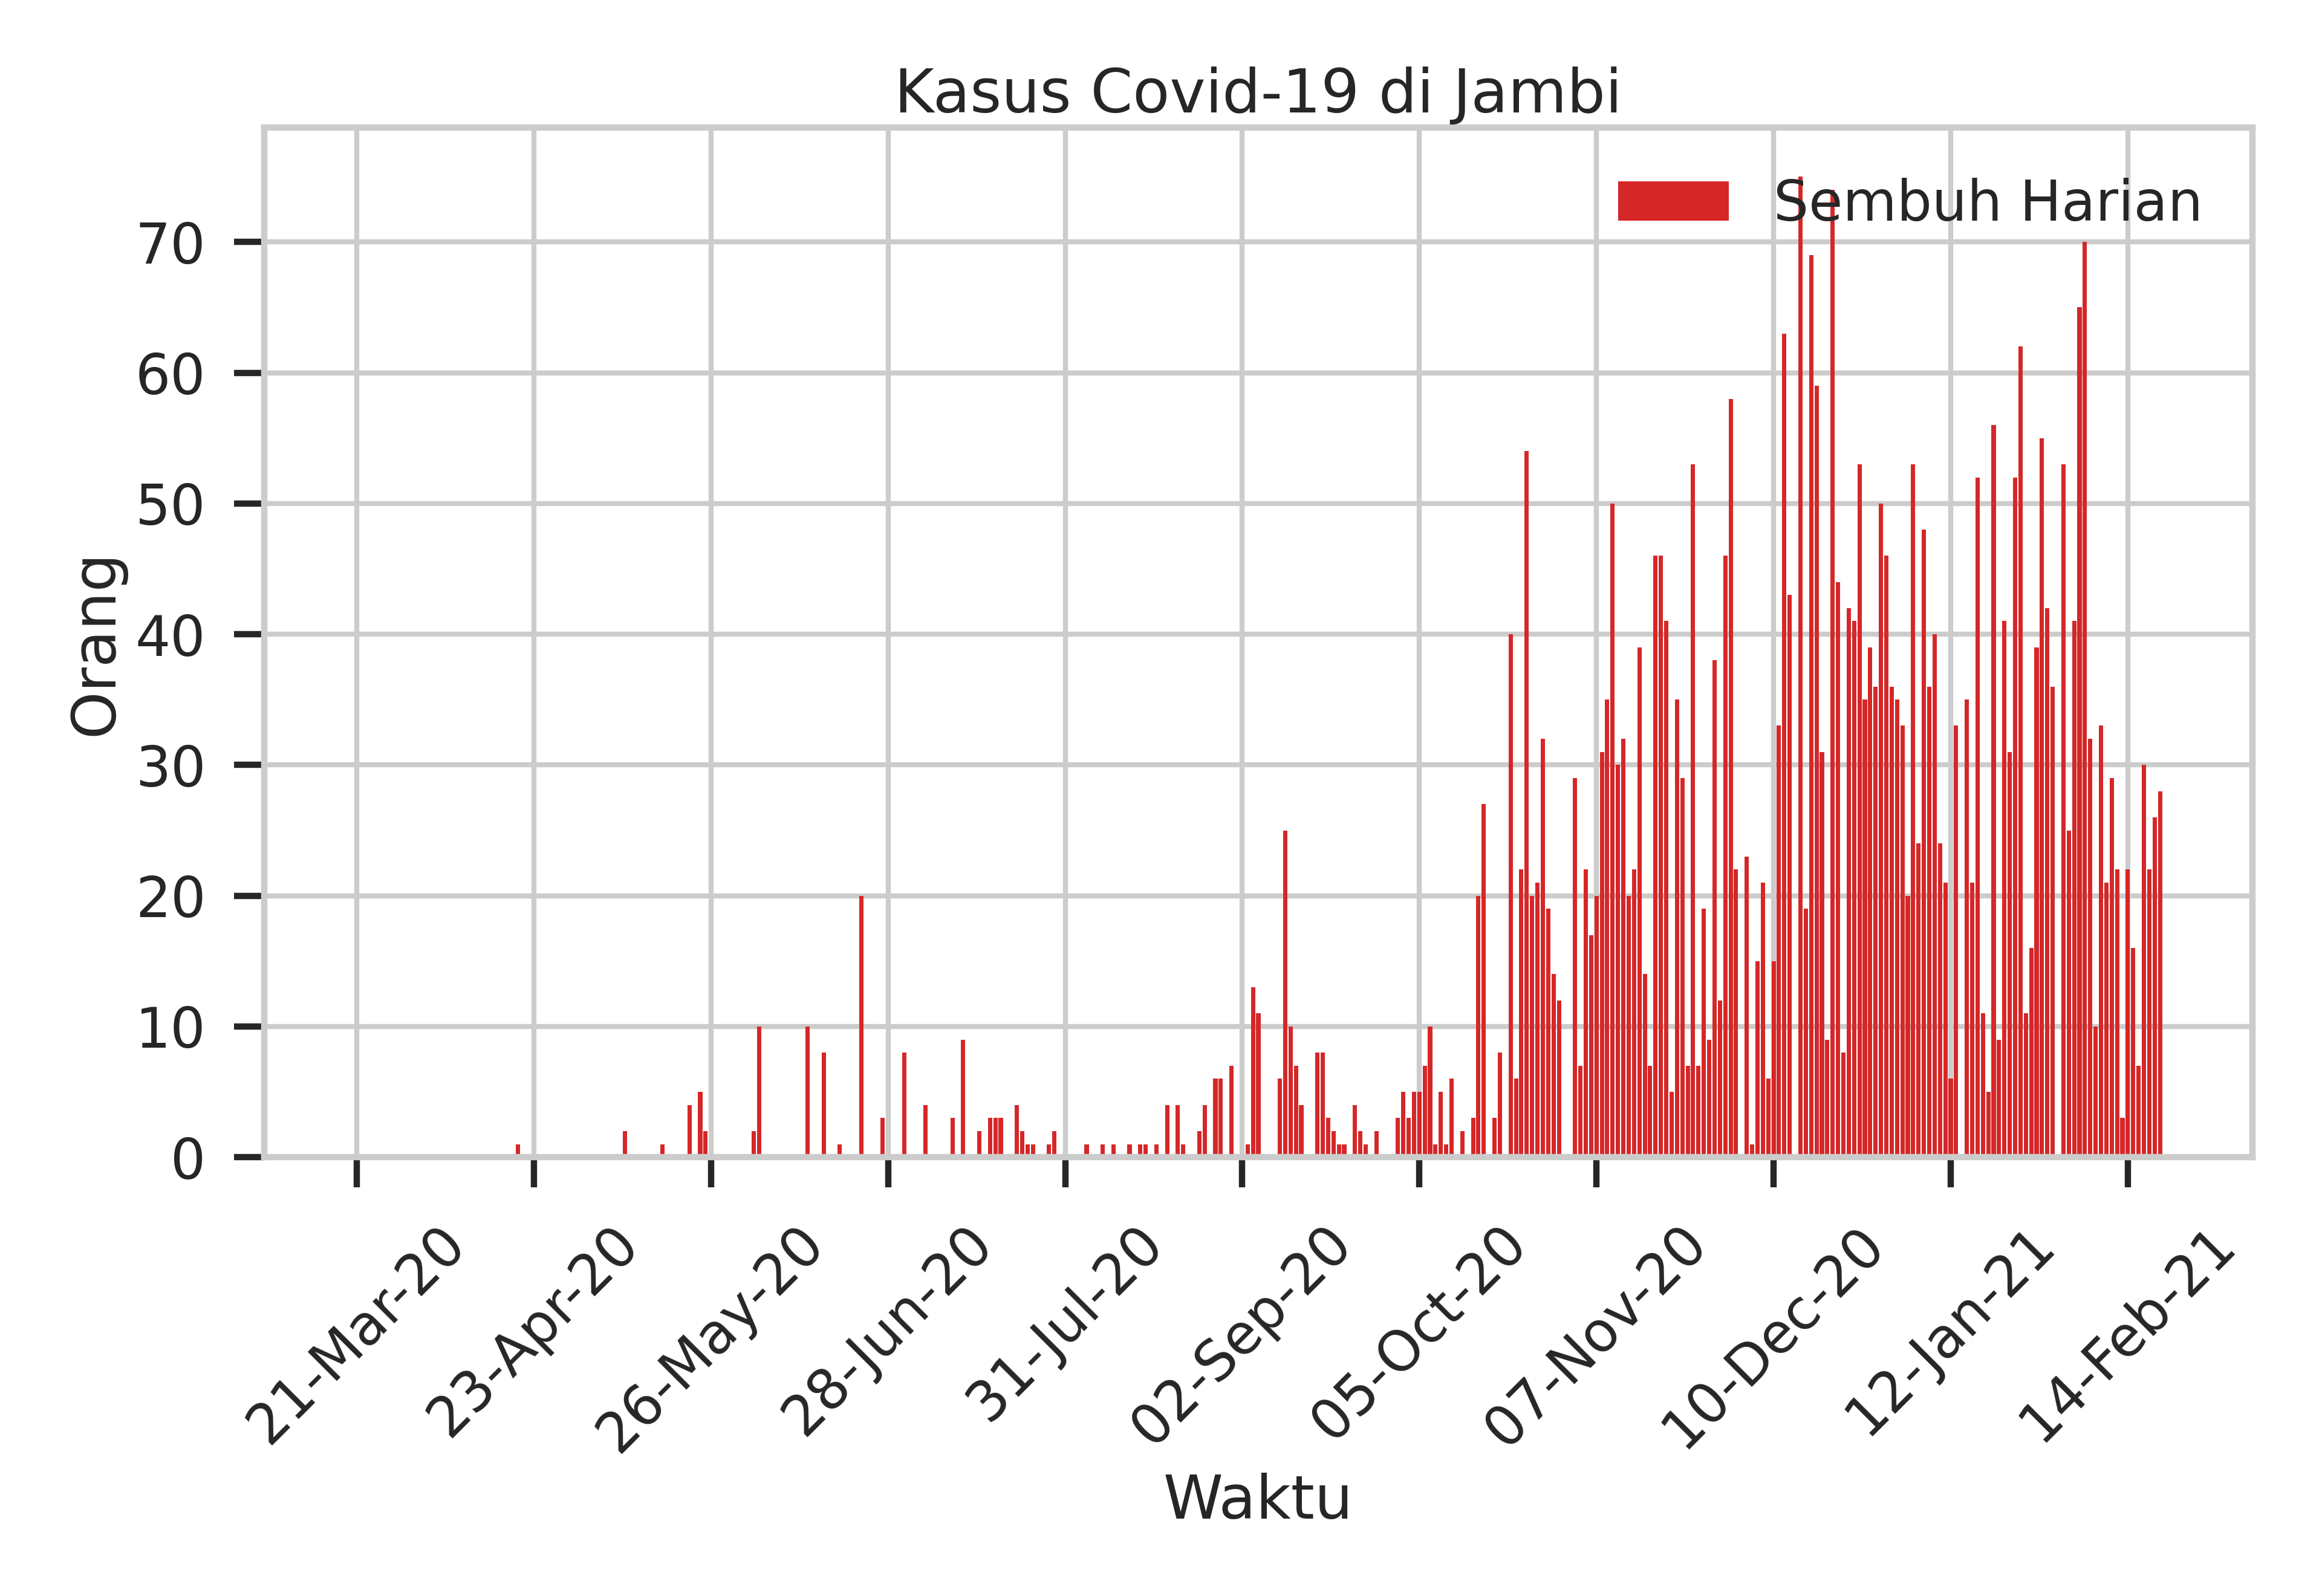 Kasus Covid-19 di Jambi
Sembuh Harian
Orang
70
60
50
40
30
20
10
0
21-Mar-20
23-Apr-20
26-May-20
28-Jun-20
31-Jul-20
02-Sep-20
05-Oct-20
07-Nov-20
10-Dec-20
12-Jan-21
14-Feb-21
Waktu